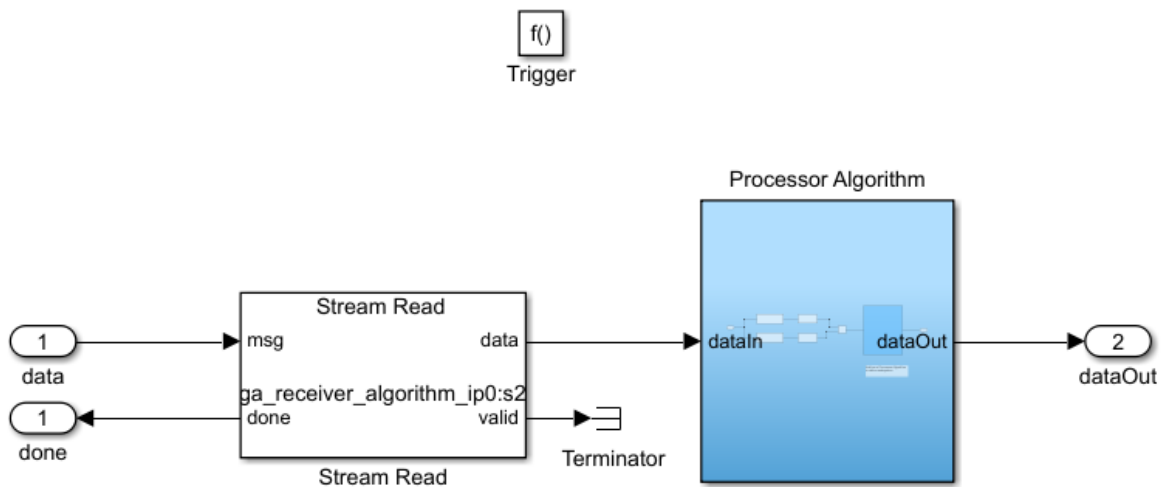 f()
Trigger
Processor Algorithm
Stream Read
1
msg
data
dataIn
dataOut
2
data
dataOut
ga_receiver_algorithm_ip0:s2
1
done
valid
done
Terminator
Stream Read